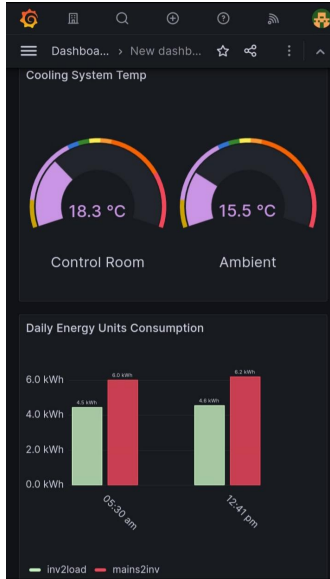 Dashboa... › New dashb...
Cooling System Temp
18.3 °C
15.5 °C
Control Room
Ambient
Daily Energy Units Consumption
6.0 kWh
4.0 kWh
2.0 kWh
0.0 kWh
4.5 kWh
6.0 kWh
4.6 kWh
6.2 kWh
05:30 am
12:41 pm
inv2load mains2inv